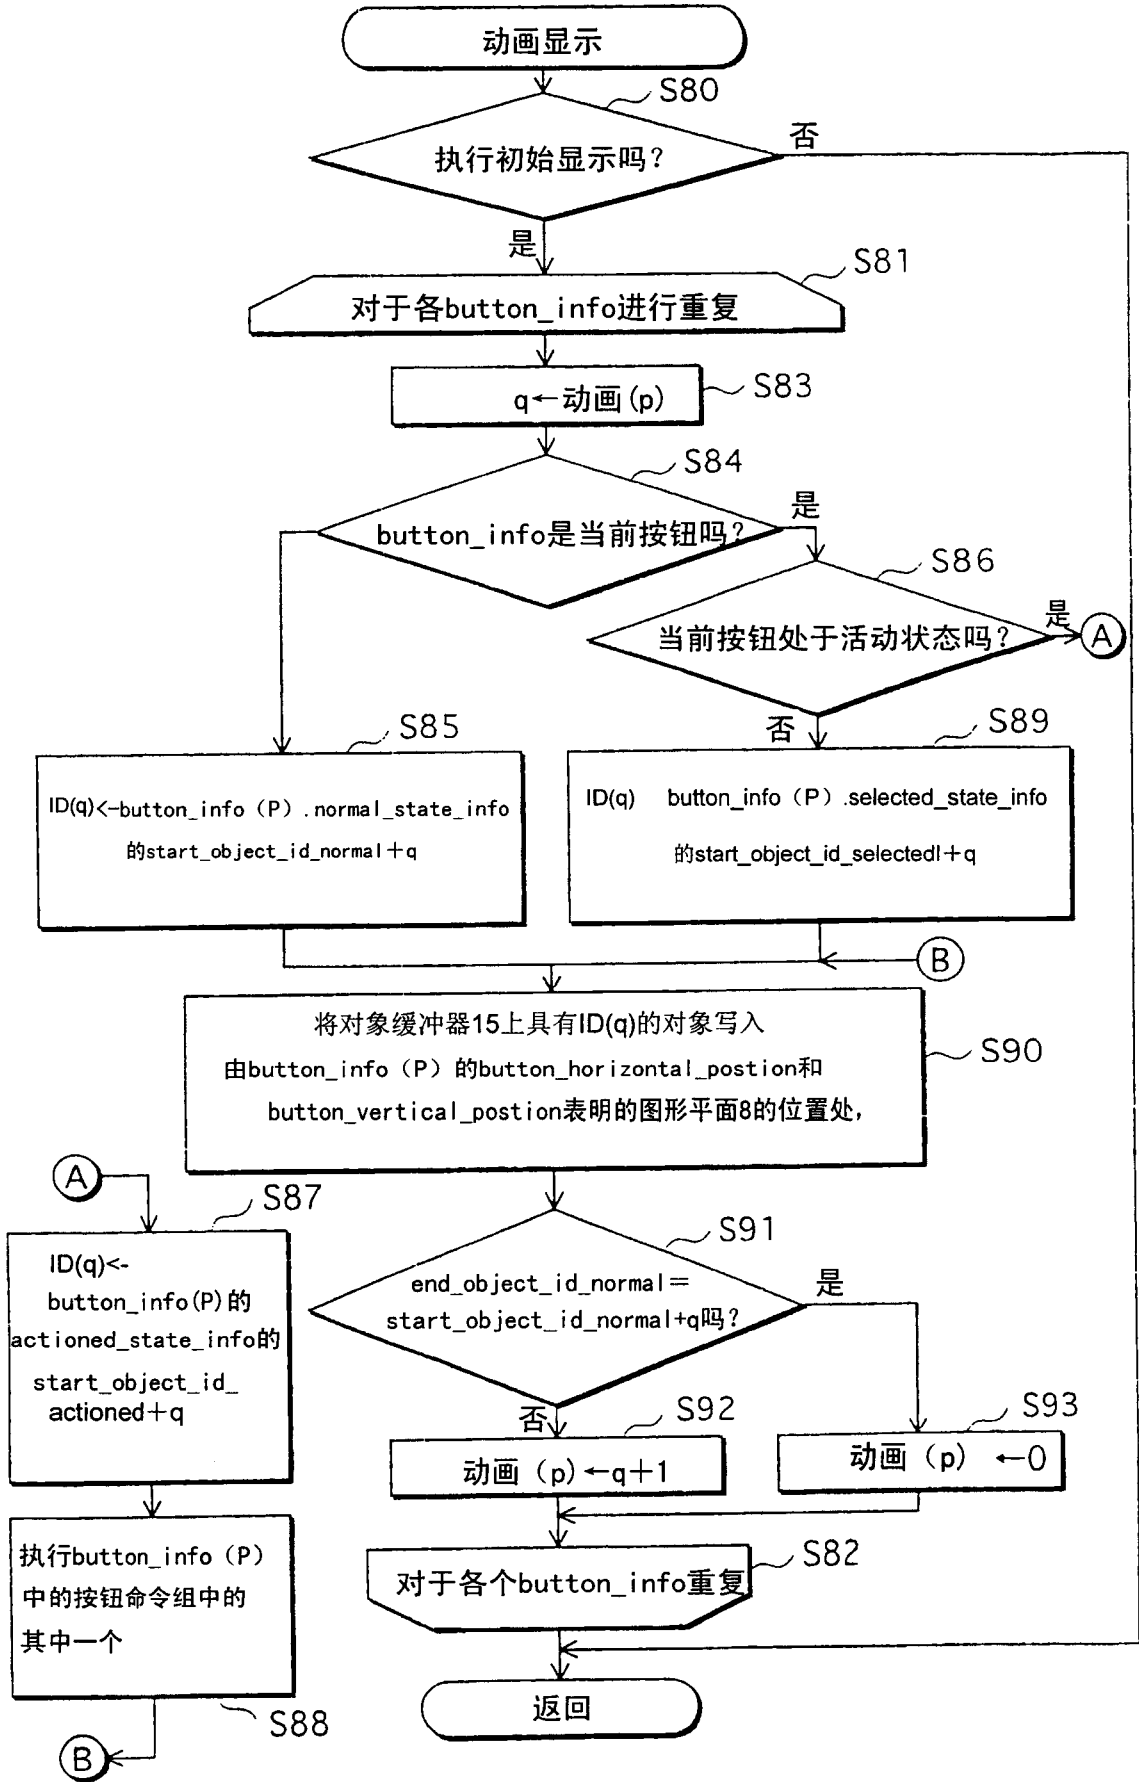 动画显示
S80
执行初始显示吗?
否
是
S81
对于各button_info进行重复
q←动画(p)
S83
S84
button_info是当前按钮吗?
是
S86
当前按钮处于活动状态吗?
是
A
否
S85
ID(q)<-button_info（P）.normal_state_info
的start_object_id_normal＋q
S89
ID(q) button_info（P）.selected_state_info
的start_object_id_selectedl+q
B
将对象缓冲器15上具有ID(q)的对象写入
由button_info（P）的button_horizontal_postion和
button_vertical_postion表明的图形平面8的位置处，
S90
A
S87
ID(q)<-
button_info(P)的
actioned_state_info的
start_object_id_
actioned＋q
S91
end_object_id_normal＝
start_object_id_normal+q吗?
是
否
S92
动画（p)←q＋1
S93
动画（p） ←0
执行button_info（P）
中的按钮命令组中的
其中一个
S88
B
S82
对于各个button_info重复
返回